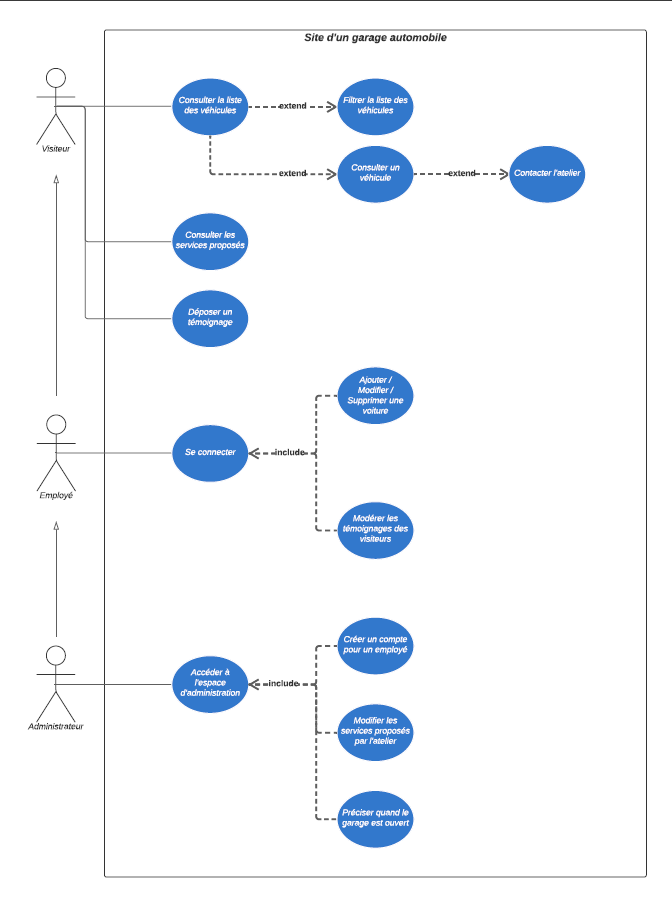 Site d'un garage automobile
Consulter la liste
des véhicules
extend
Filtrer la liste des
véhicules
Visiteur
extend
Consulter un
véhicule
extend
Contacter l'atelier
Consulter les
services proposés
Déposer un
témoignage
Ajouter /
Modifier /
Supprimer une
voiture
Se connecter
include
Employé
Modérer les
témoignages des
visiteurs
Créer un compte
pour un employé
Accéder à
l'espace
d'administration
include
Administrateur
Modifier les
services proposés
par l'atelier
Préciser quand le
garage est ouvert